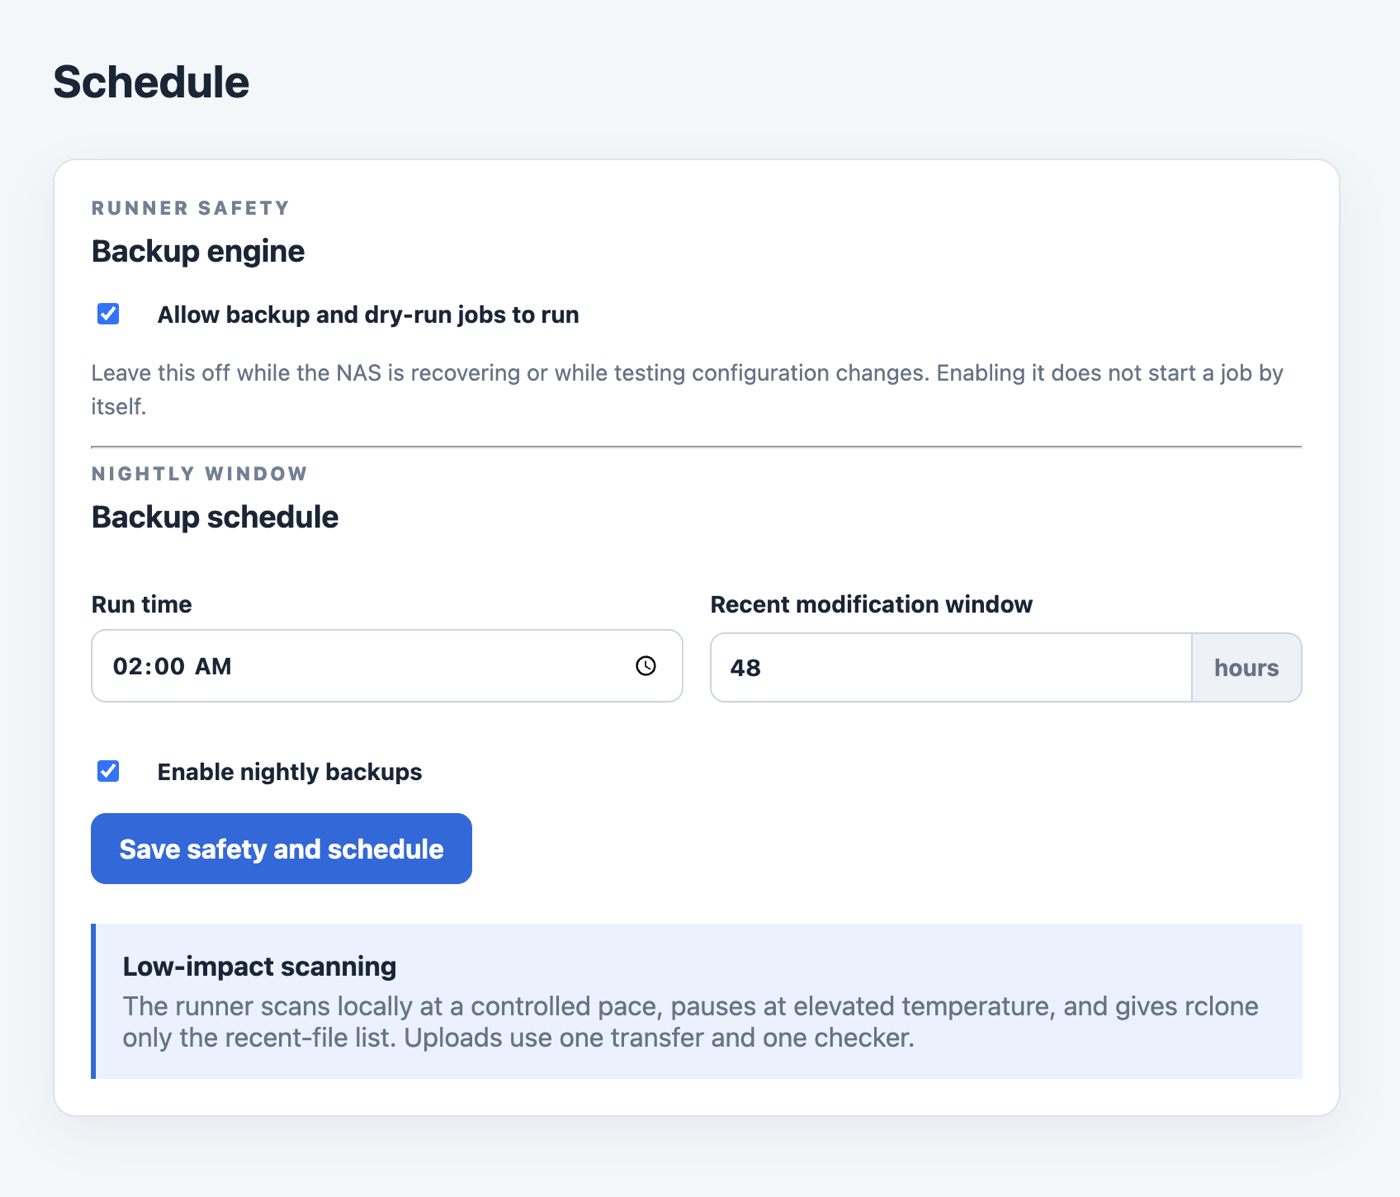 Schedule
RUNNER SAFETY
Backup engine
Allow backup and dry-run jobs to run
Leave this off while the NAS is recovering or while testing configuration changes. Enabling it does not start a job by
itself.
NIGHTLY WINDOW
Backup schedule
Run time
Recent modification window
02:00 AM
48
hours
Enable nightly backups
Save safety and schedule
Low-impact scanning
The runner scans locally at a controlled pace, pauses at elevated temperature, and gives rclone
only the recent-file list. Uploads use one transfer and one checker.